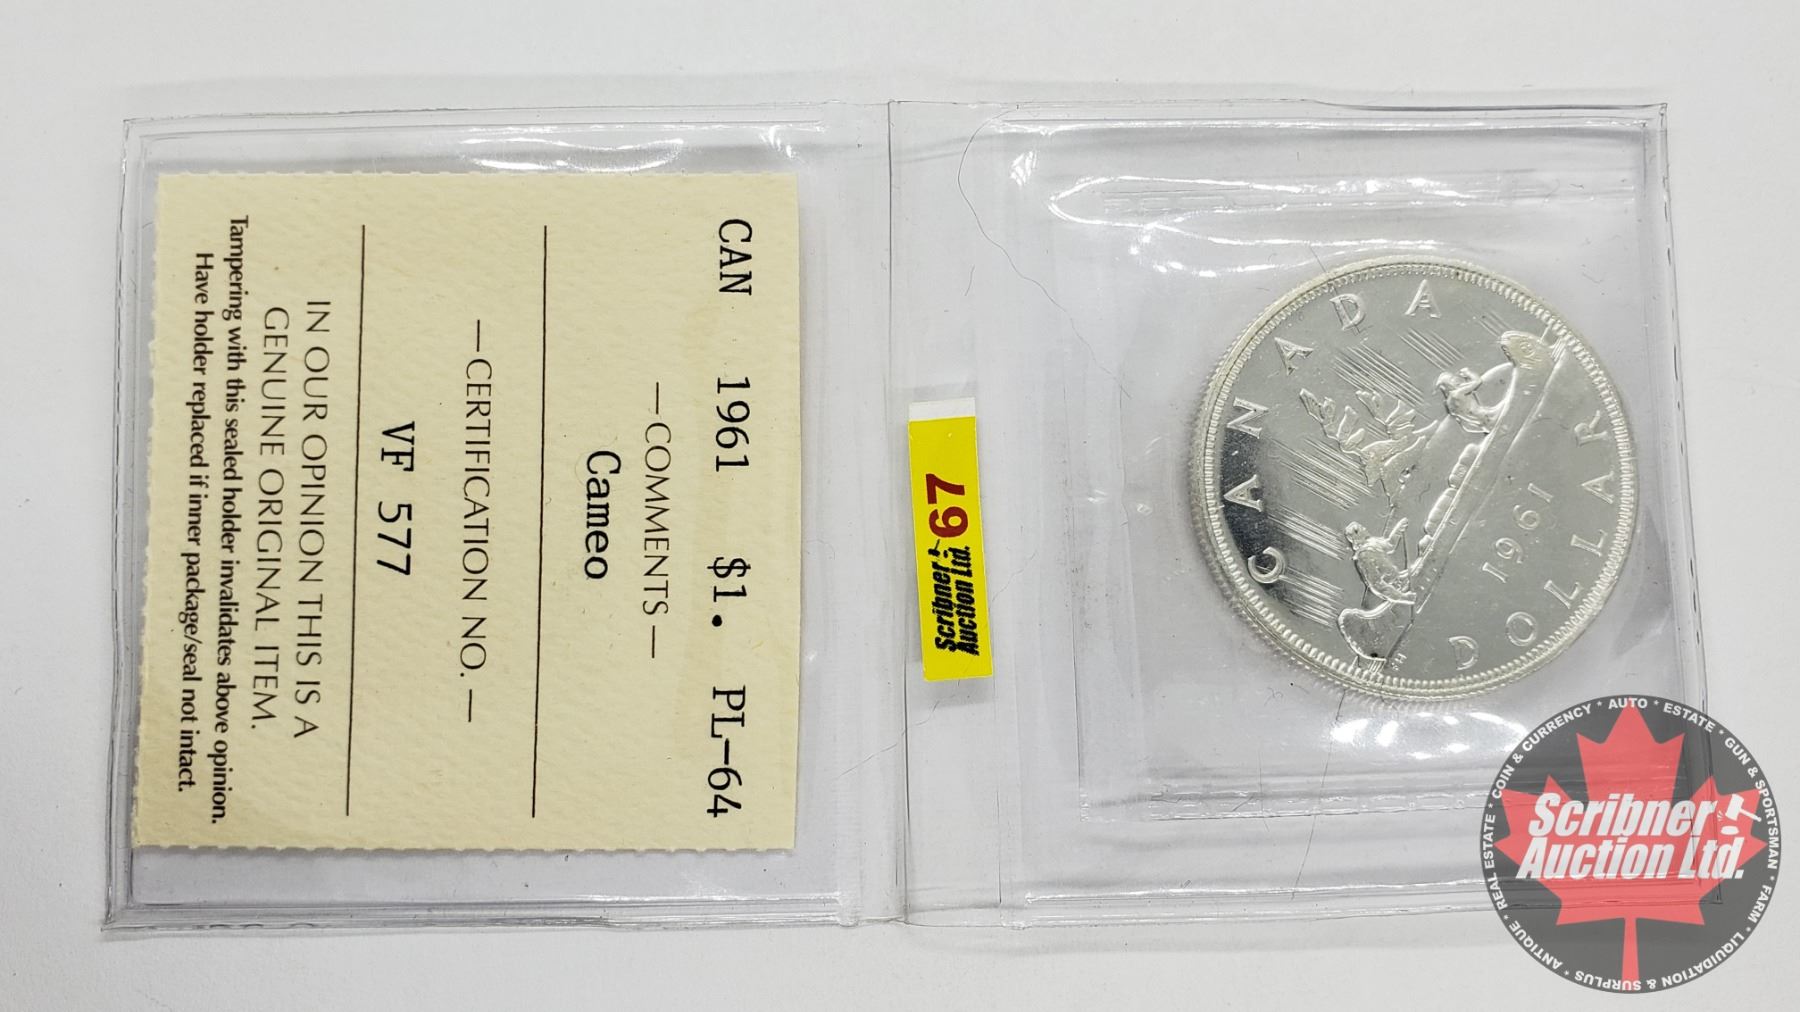 CAN 1961 $1. PL-64
—COMMENTS—
Cameo
—CERTIFICATION NO.—
VF 577
IN OUR OPINION THIS IS A
GENUINE ORIGINAL ITEM.
Tampering with this sealed holder invalidates above opinion.
Have holder replaced if inner package/seal not intact.
67
Scribner
Auction Ltd.
CANADA
1961
DOLLAR
Scribner
Auction Ltd.
REAL ESTATE * COIN & CURRENCY * AUTO * ESTATE * GUN & SPORTSMAN * FARM * LIQUIDATION & SURPLUS * ANTIQUE *